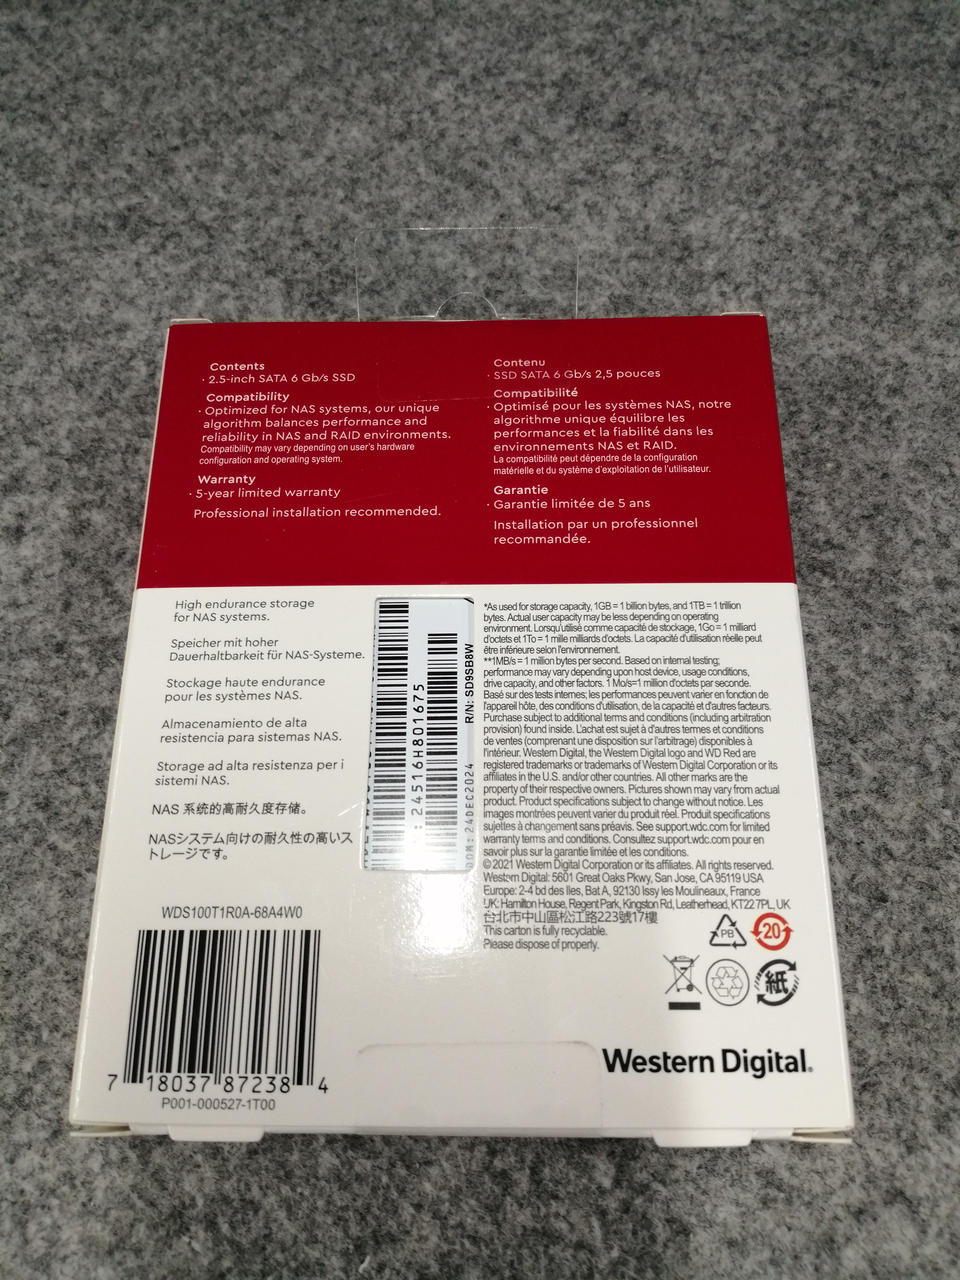 Contents
· 2.5-inch SATA 6 Gb/s SSD
Compatibility
· Optimized for NAS systems, our unique
algorithm balances performance and
reliability in NAS and RAID environments.
Compatibility may vary depending on user's hardware
configuration and operating system.
Warranty
· 5-year limited warranty
Professional installation recommended.
Contenu
· SSD SATA 6 Gb/s 2,5 pouces
Compatibilité
· Optimisé pour les systèmes NAS, notre
algorithme unique équilibre les
performances et la fiabilité dans les
environnements NAS et RAID.
La compatibilité peut dépendre de la configuration
matérielle et du système d'exploitation de l'utilisateur.
Garantie
· Garantie limitée de 5 ans
Installation par un professionnel
recommandée.
High endurance storage
for NAS systems.
Speicher mit hoher
Dauerhaltbarkeit für NAS-Systeme.
Stockage haute endurance
pour les systèmes NAS.
Almacenamiento de alta
resistencia para sistemas NAS.
Storage ad alta resistenza per i
sistemi NAS.
NAS 系统的高耐久度存储。
NASシステム向けの耐久性の高いス
トレージです。
: 24516H801675
R/N: SD9SB8W
DOM: 24DEC2024
*As used for storage capacity, 1GB = 1 billion bytes, and 1TB = 1 trillion
bytes. Actual user capacity may be less depending on operating
environment. Lorsqu'utilisé comme capacité de stockage, 1Go = 1 milliard
d'octets et 1To = 1 mille milliards d'octets. La capacité d'utilisation réelle peut
être inférieure selon l'environnement.
**1MB/s = 1 million bytes per second. Based on internal testing;
performance may vary depending upon host device, usage conditions,
drive capacity, and other factors. 1 Mo/s=1 million d'octets par seconde.
Basé sur des tests internes; les performances peuvent varier en fonction de
l'appareil hôte, des conditions d'utilisation, de la capacité et d'autres facteurs.
Purchase subject to additional terms and conditions (including arbitration
provision) found inside. L'achat est sujet à d'autres termes et conditions
de ventes (comprenant une disposition sur l'arbitrage) disponibles à
l'intérieur. Western Digital, the Western Digital logo and WD Red are
registered trademarks or trademarks of Western Digital Corporation or its
affiliates in the U.S. and/or other countries. All other marks are the
property of their respective owners. Pictures shown may vary from actual
product. Product specifications subject to change without notice. Les
images montrées peuvent varier du produit réel. Produit specifications
sujettes à changement sans préavis. See support.wdc.com for limited
warranty terms and conditions. Consultez support.wdc.com pour en
savoir plus sur la garantie limitée et les conditions.
© 2021 Western Digital Corporation or its affiliates. All rights reserved.
Western Digital: 5601 Great Oaks Pkwy, San Jose, CA 95119 USA
Europe: 2-4 bd des Iles, Bat A, 92130 Issy les Moulineaux, France
UK: Hamilton House, Regent Park, Kingston Rd, Leatherhead, KT22 7PL, UK
台北市中山區松江路223號17樓
This carton is fully recyclable.
Please dispose of properly.
PB
20
紙
WDS100T1R0A-68A4W0
7 18037 87238 4
P001-000527-1T00
Western Digital.